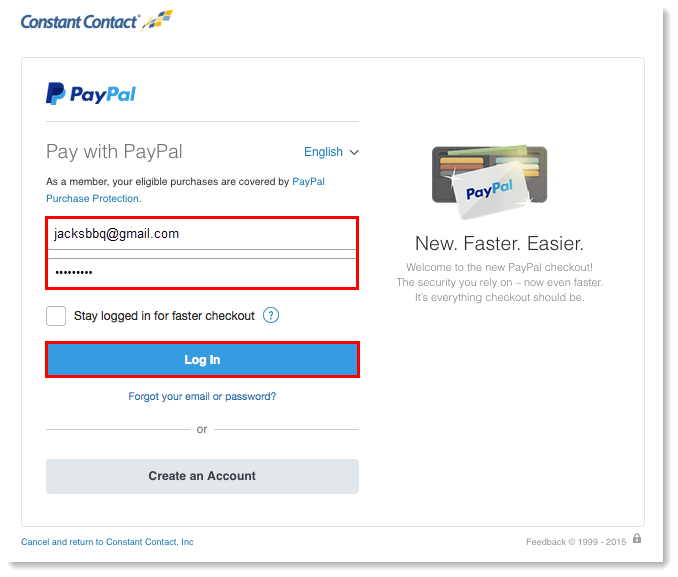 Constant Contact®
PayPal
Pay with PayPal
English
As a member, your eligible purchases are covered by PayPal
Purchase Protection.
jacksbbq@gmail.com
•••••••••
Stay logged in for faster checkout ?
Log In
Forgot your email or password?
or
Create an Account
PayPal
New. Faster. Easier.
Welcome to the new PayPal checkout!
The security you rely on – now even faster.
It's everything checkout should be.
Cancel and return to Constant Contact, Inc
Feedback © 1999 - 2015